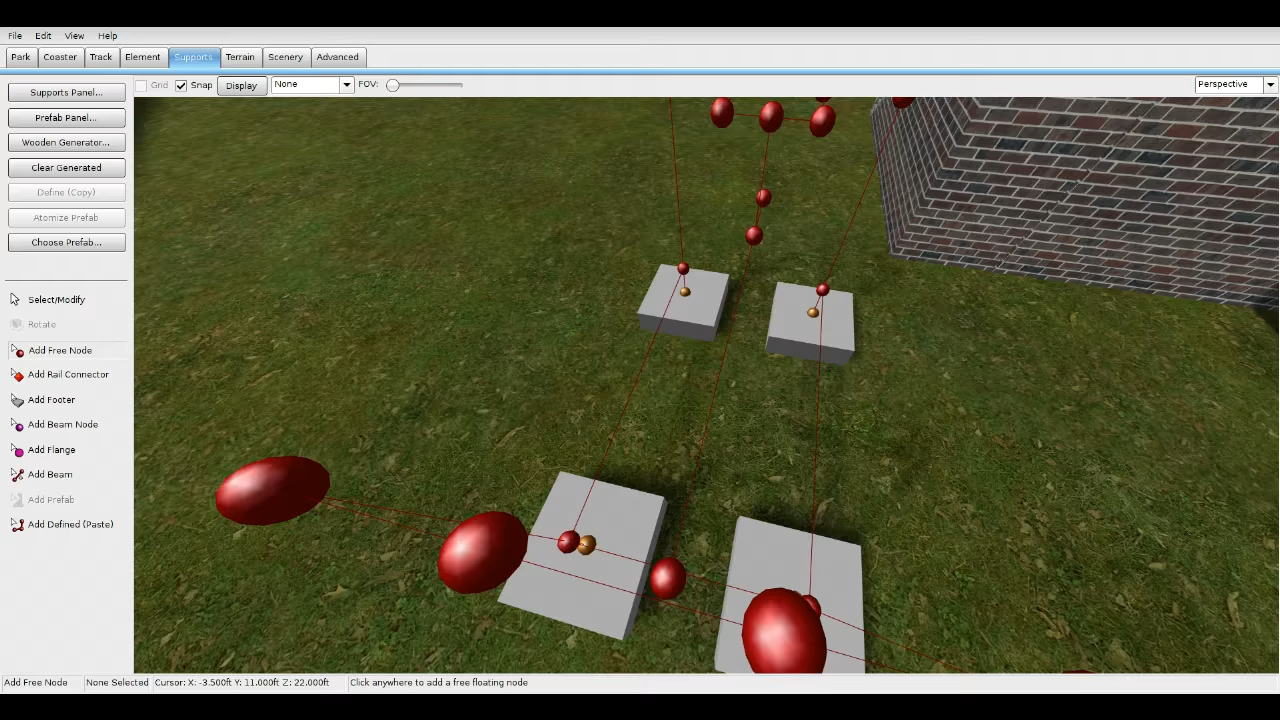 File Edit View Help
Park Coaster Track Element Supports Terrain Scenery Advanced
Grid Snap Display None FOV: Perspective
Supports Panel...
Prefab Panel...
Wooden Generator...
Clear Generated
Define (Copy)
Atomize Prefab
Choose Prefab...
Select/Modify
Rotate
Add Free Node
Add Rail Connector
Add Footer
Add Beam Node
Add Flange
Add Beam
Add Prefab
Add Defined (Paste)
Add Free Node None Selected Cursor: X: -3.500ft Y: 11.000ft Z: 22.000ft Click anywhere to add a free floating node